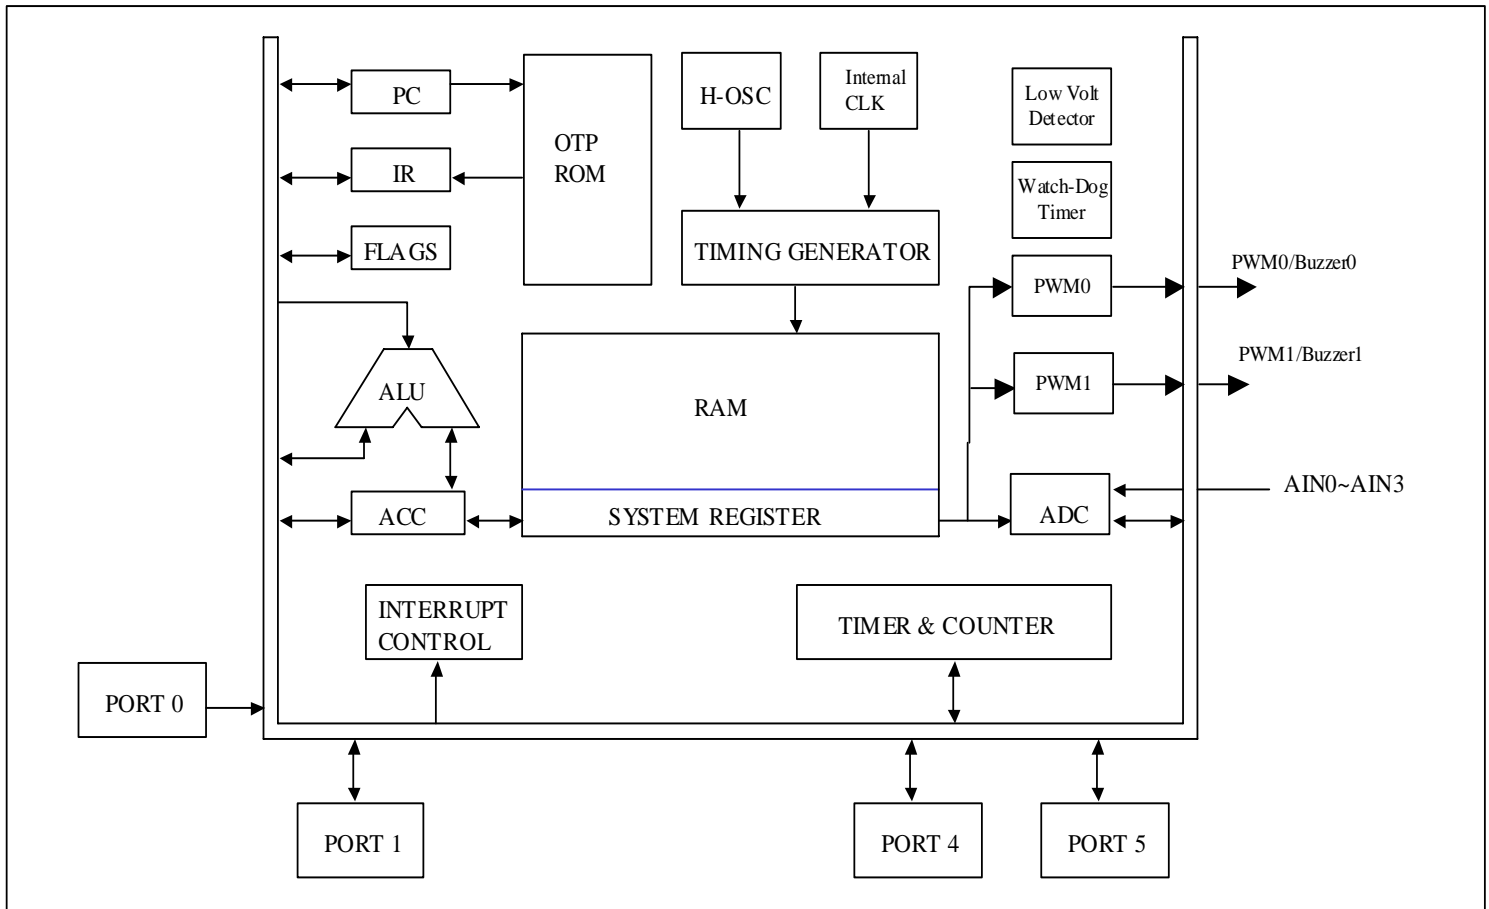 PC
IR
FLAGS
ALU
ACC
OTP
ROM
H-OSC
Internal
CLK
TIMING GENERATOR
RAM
SYSTEM REGISTER
Low Volt
Detector
Watch-Dog
Timer
PWM0
PWM1
ADC
PWM0/Buzzer0
PWM1/Buzzer1
AIN0~AIN3
INTERRUPT
CONTROL
TIMER & COUNTER
PORT 0
PORT 1
PORT 4
PORT 5